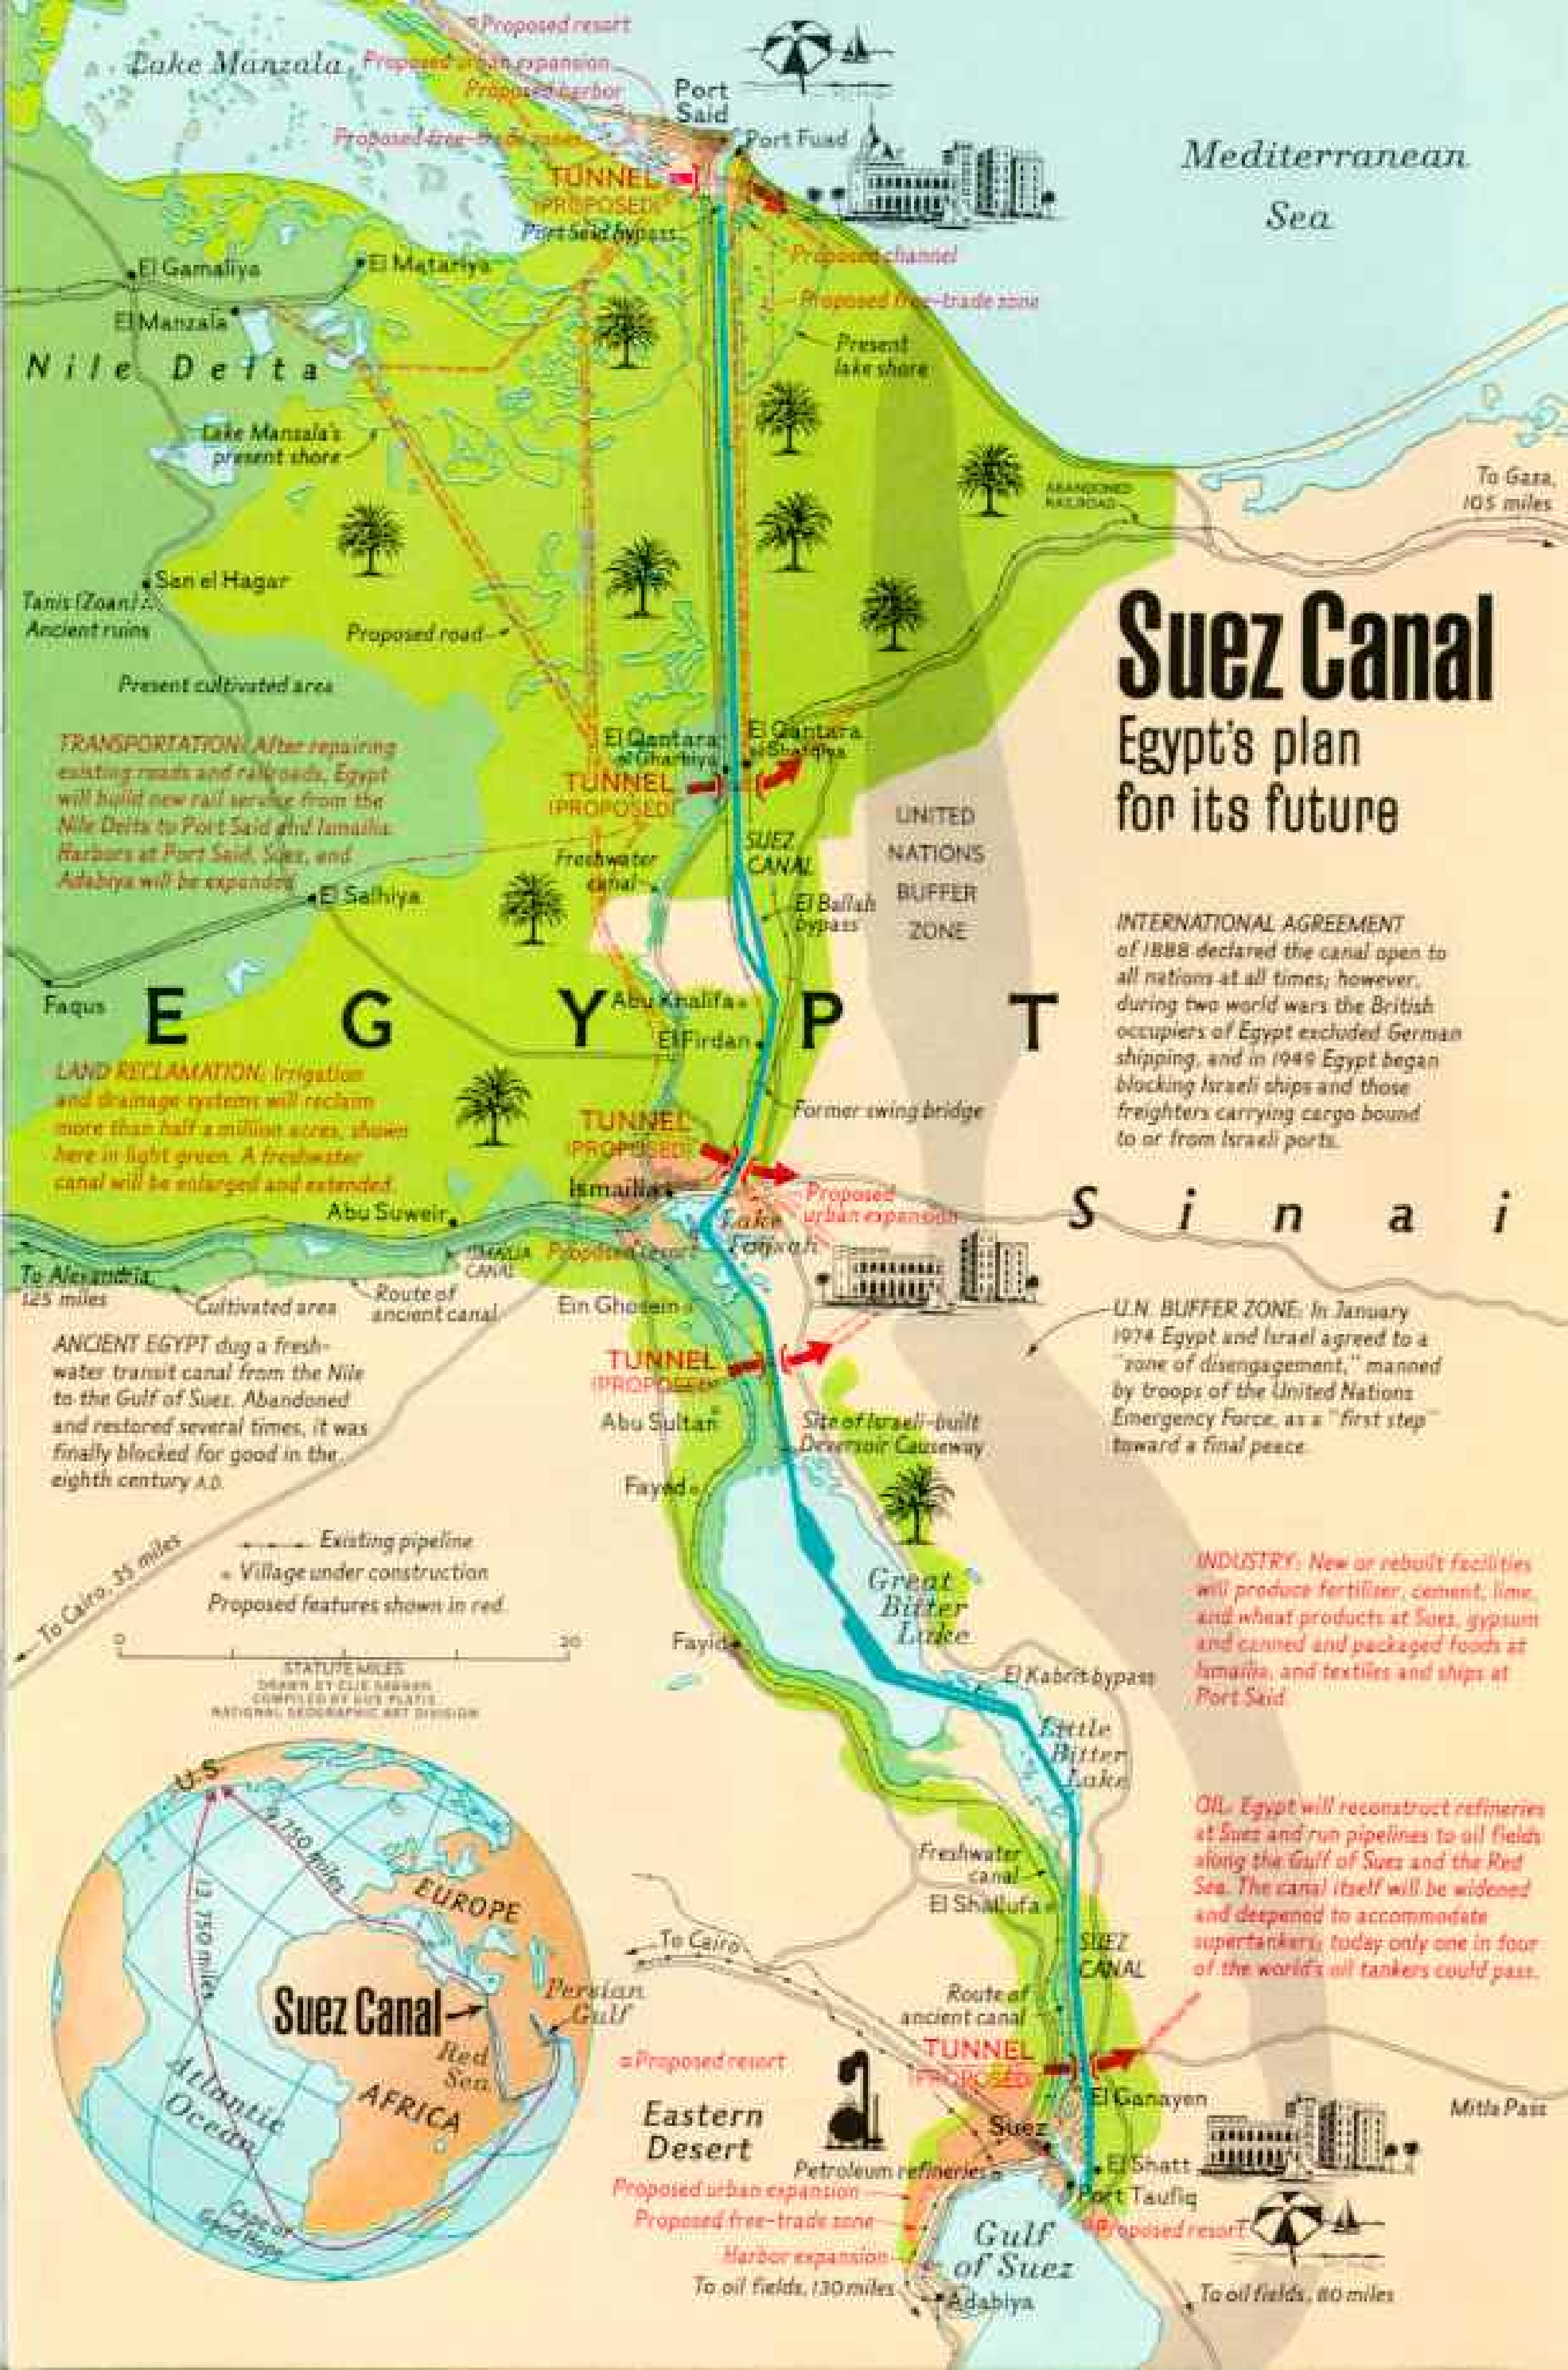 Proposed resort
Lake Manzala
Proposed urban expansion
Proposed harbor
Port
Said
Proposed free-trade zones
Port Fuad
Mediterranean
Sea
TUNNEL
(PROPOSED)
Port Said bypass
El Gamaliya
El Matariya
Proposed channel
El Manzala
Proposed free-trade zone
Nile Delta
Present
lake shore
Lake Manzala's
present shore
ABANDONED
RAILROAD
To Gaza,
105 miles
San el Hagar
Tanis (Zoan)
Ancient ruins
Proposed road
Present cultivated area
Suez Canal
Egypt's plan
for its future
TRANSPORTATION: After repairing
existing roads and railroads, Egypt
will build new rail service from the
Nile Delta to Port Said and Ismailia.
Harbors at Port Said, Suez, and
Adabiya will be expanded
El Qantara
el Gharbiya
El Qantara
el Sharqiya
TUNNEL
(PROPOSED)
SUEZ
CANAL
Freshwater
canal
El Ballah
bypass
UNITED
NATIONS
BUFFER
ZONE
El Salhiya
Faqus
EGYPT
Abu Khalifa
El Firdan
INTERNATIONAL AGREEMENT
of 1888 declared the canal open to
all nations at all times; however,
during two world wars the British
occupiers of Egypt excluded German
shipping, and in 1949 Egypt began
blocking Israeli ships and those
freighters carrying cargo bound
to or from Israeli ports.
LAND RECLAMATION: Irrigation
and drainage systems will reclaim
more than half a million acres, shown
here in light green. A freshwater
canal will be enlarged and extended.
Former swing bridge
TUNNEL
(PROPOSED)
Ismailia
Proposed
urban expansion
Sinai
Abu Suweir
Lake
Timsah
ISMAILIA
CANAL
Proposed resort
To Alexandria,
125 miles
Cultivated area
Route of
ancient canal
Ein Ghosein
ANCIENT EGYPT dug a fresh-
water transit canal from the Nile
to the Gulf of Suez. Abandoned
and restored several times, it was
finally blocked for good in the
eighth century A.D.
U.N. BUFFER ZONE: In January
1974 Egypt and Israel agreed to a
"zone of disengagement," manned
by troops of the United Nations
Emergency Force, as a "first step"
toward a final peace.
TUNNEL
(PROPOSED)
Abu Sultan
Site of Israeli-built
Deversoir Causeway
Fayed
To Cairo, 35 miles
Existing pipeline
Village under construction
Proposed features shown in red
0 20
STATUTE MILES
NATIONAL GEOGRAPHIC ART DIVISION
Great
Bitter
Lake
Fayid
El Kabrit bypass
INDUSTRY: New or rebuilt facilities
will produce fertilizer, cement, lime,
and wheat products at Suez, gypsum
and canned and packaged foods at
Ismailia, and textiles and ships at
Port Said.
Little
Bitter
Lake
OIL: Egypt will reconstruct refineries
at Suez and run pipelines to oil fields
along the Gulf of Suez and the Red
Sea. The canal itself will be widened
and deepened to accommodate
supertankers; today only one in four
of the world's oil tankers could pass.
U.S.
9,750 miles
13,750 miles
EUROPE
Suez Canal
Persian
Gulf
Red
Sea
AFRICA
Atlantic
Ocean
Cape of
Good Hope
Freshwater
canal
El Shallufa
To Cairo
SUEZ
CANAL
Route of
ancient canal
TUNNEL
(PROPOSED)
Proposed resort
Eastern
Desert
El Ganayen
Mitla Pass
Suez
Petroleum refineries
El Shatt
Port Taufiq
Proposed urban expansion
Proposed free-trade zone
Proposed resort
Harbor expansion
Gulf
of Suez
To oil fields, 130 miles
Adabiya
To oil fields, 80 miles